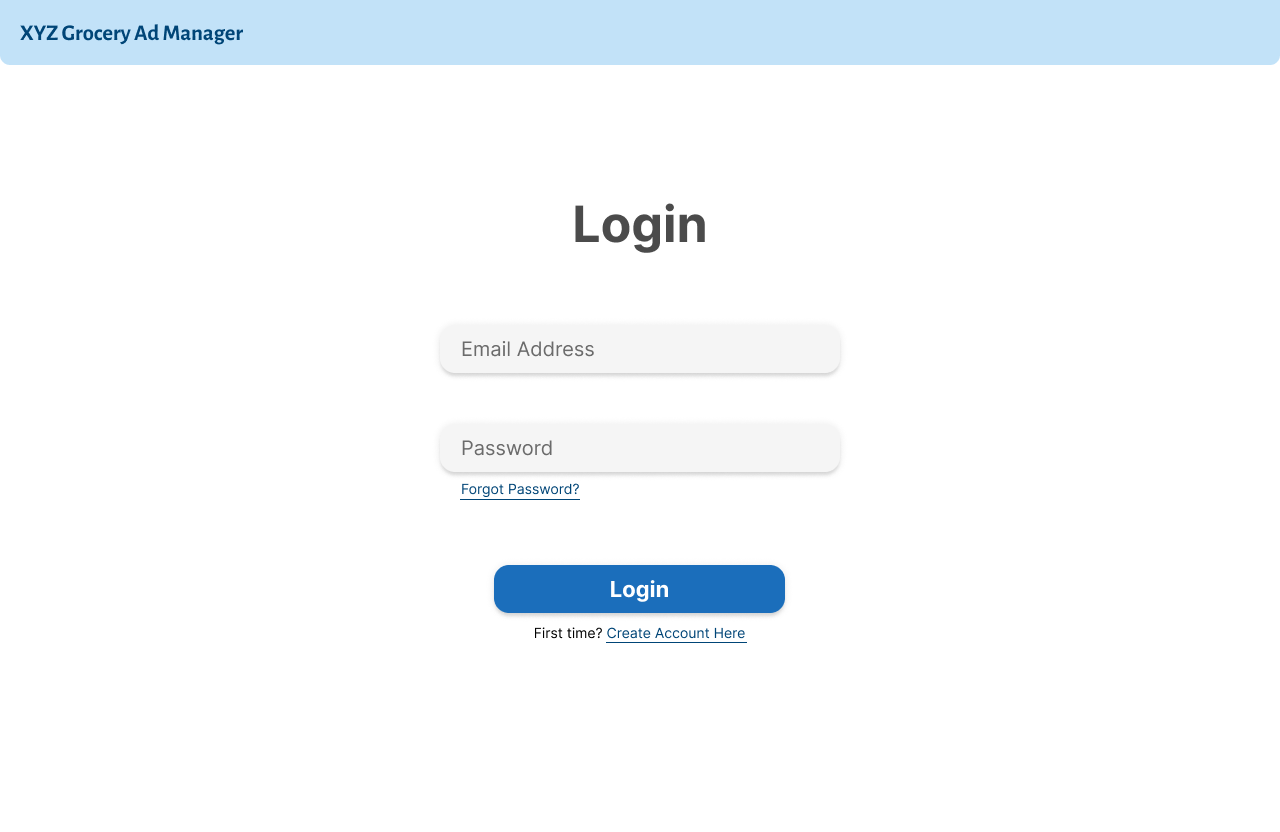 XYZ Grocery Ad Manager
Login
Email Address
Password
Forgot Password?
Login
First time? Create Account Here